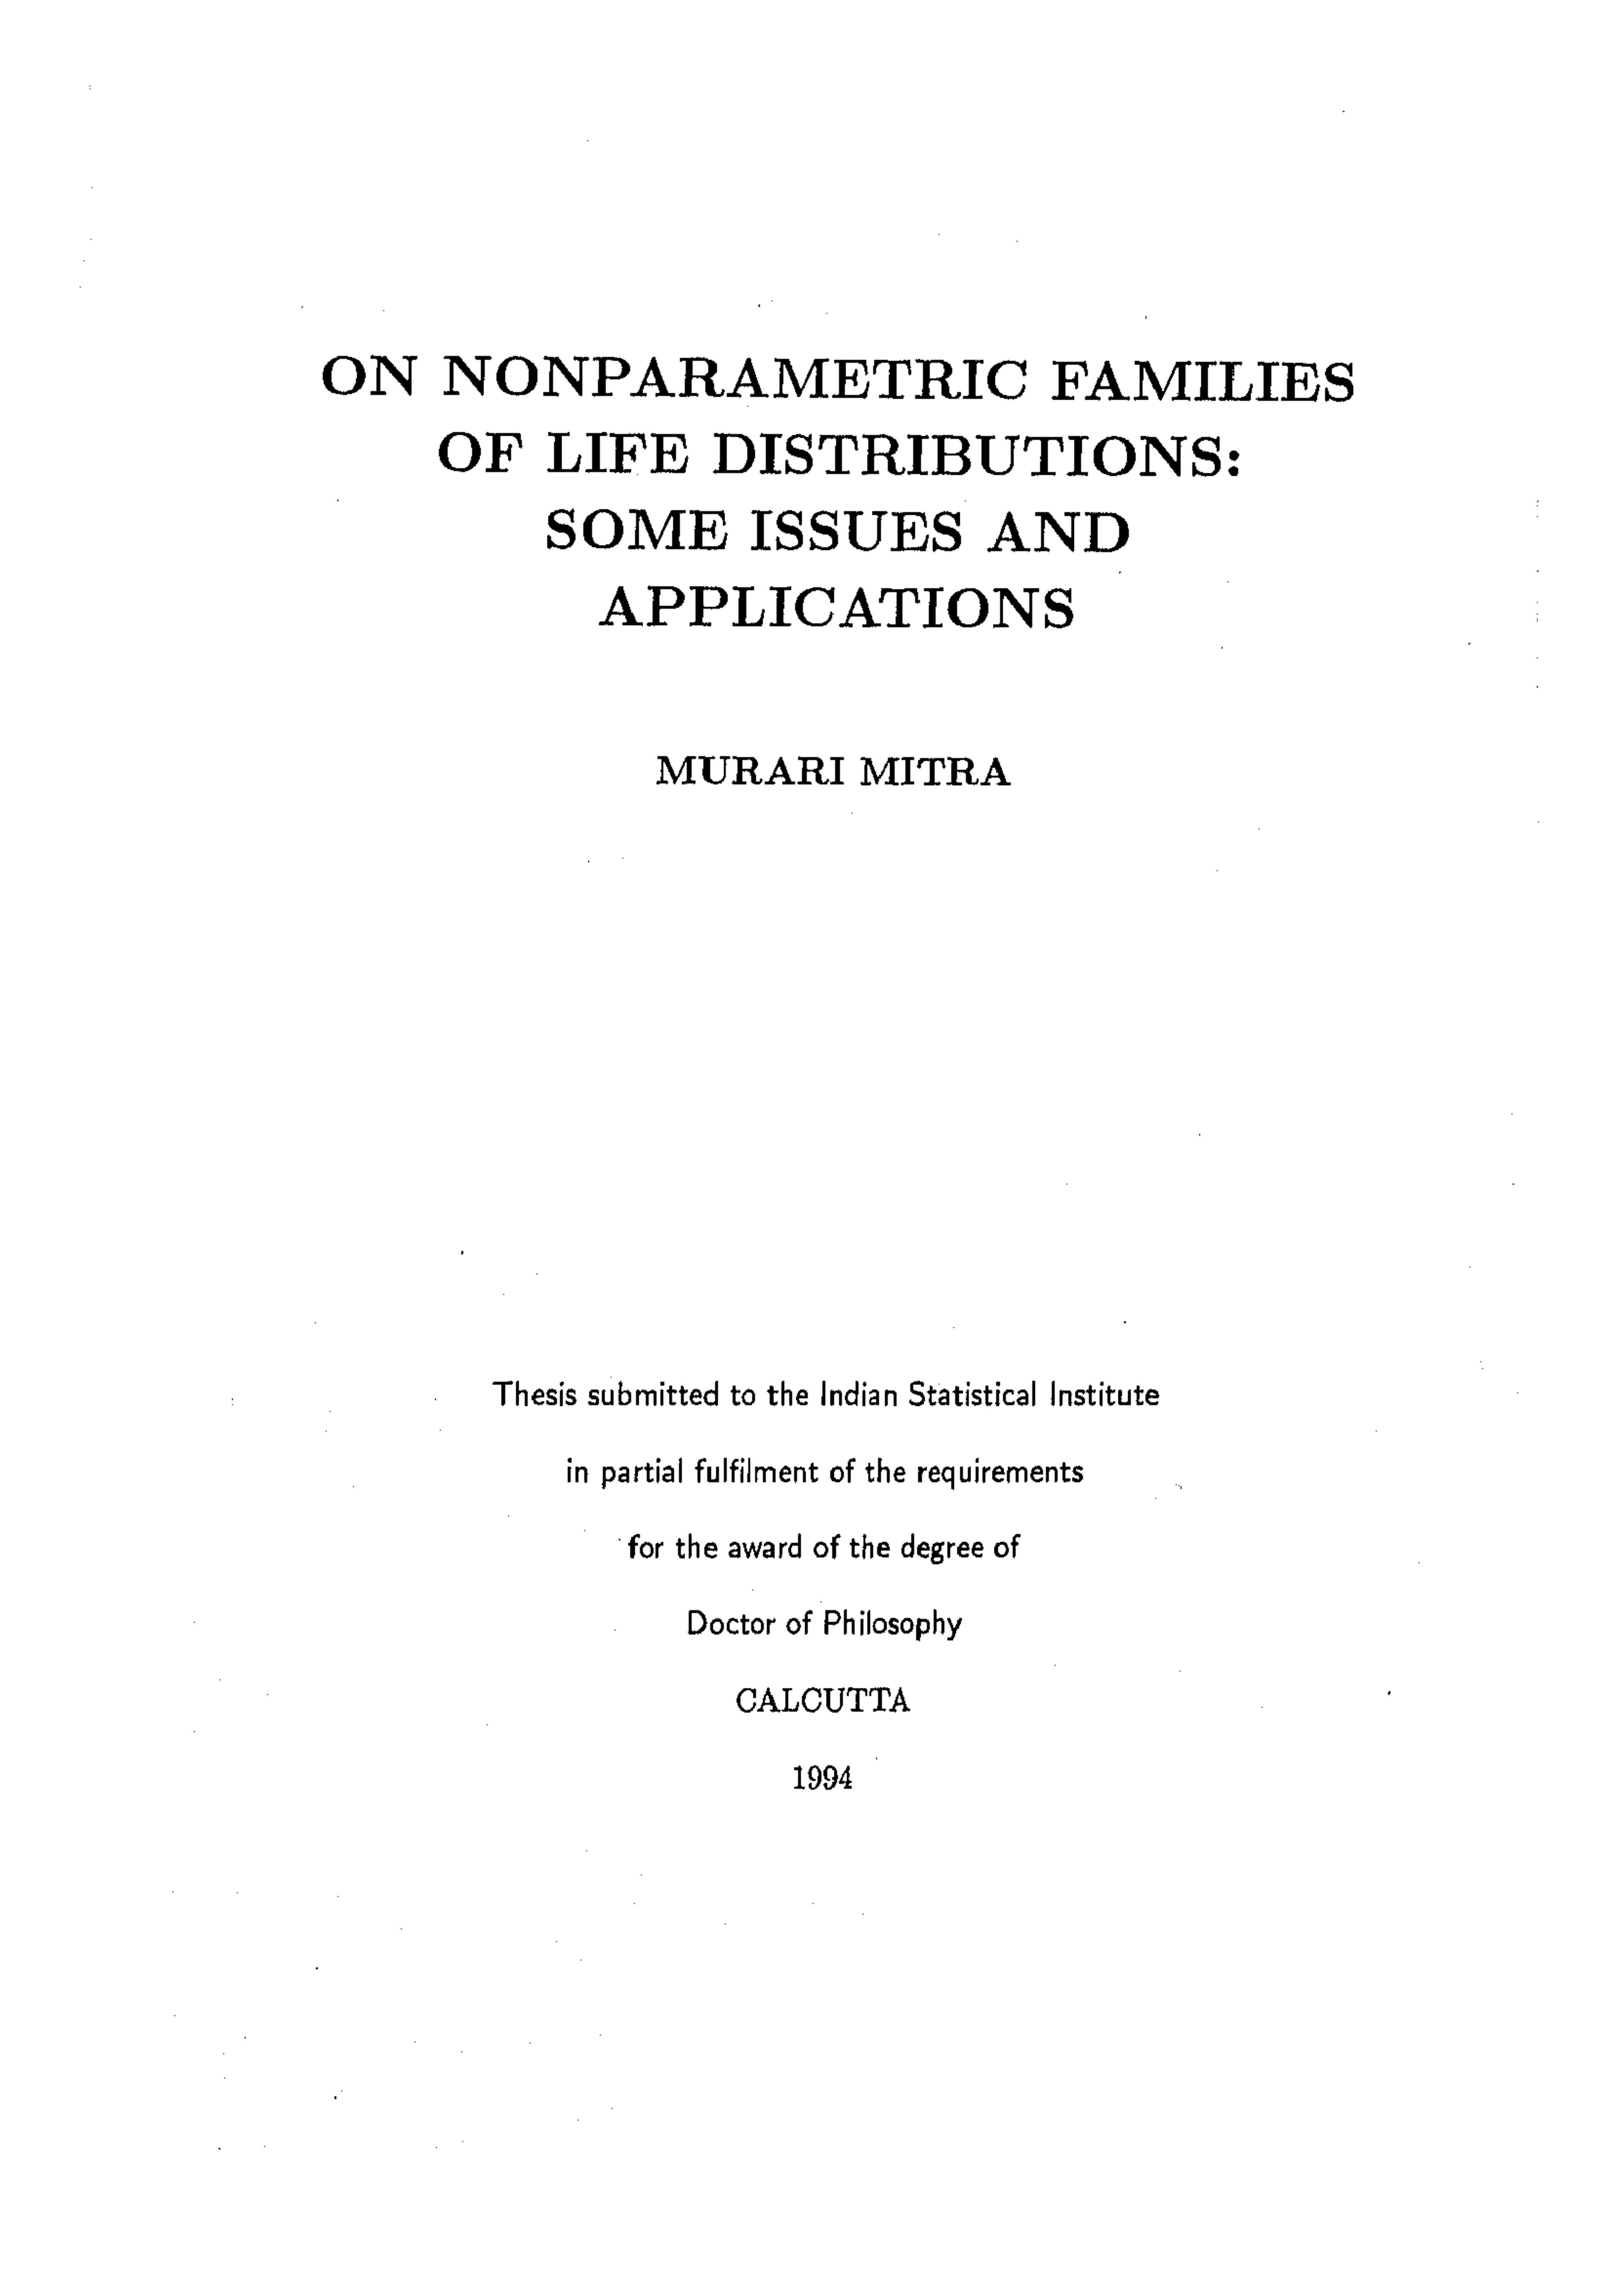 ON NONPARAMETRIC FAMILIES
OF LIFE DISTRIBUTIONS:
SOME ISSUES AND
APPLICATIONS
MURARI MITRA
Thesis submitted to the Indian Statistical Institute
in partial fulfilment of the requirements
for the award of the degree of
Doctor of Philosophy
CALCUTTA
1994